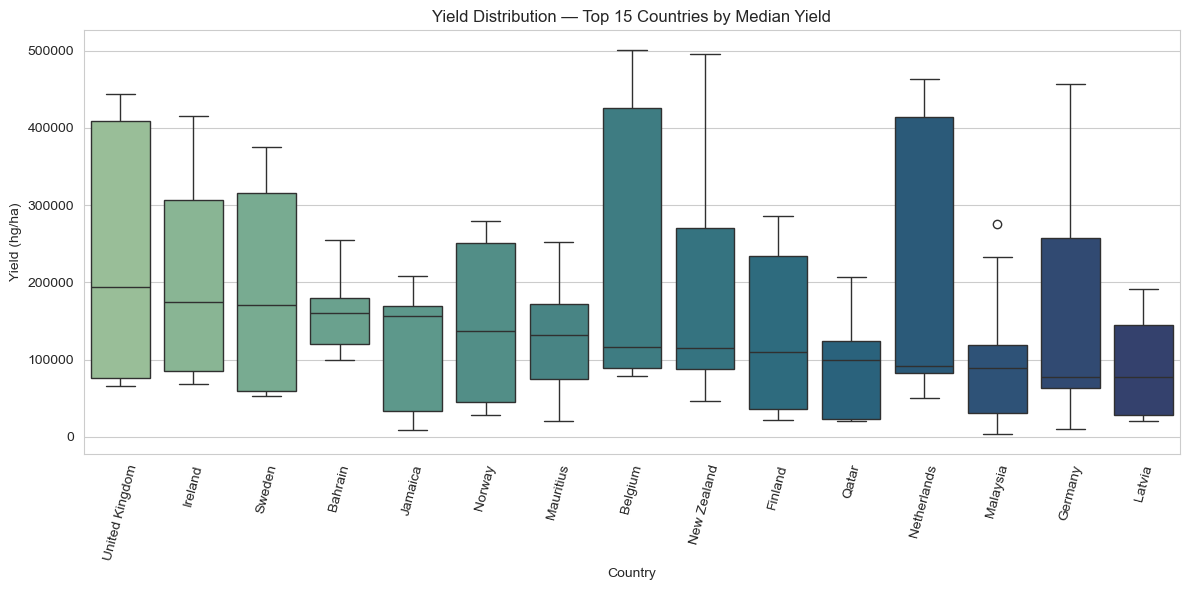 Yield Distribution — Top 15 Countries by Median Yield
Yield (hg/ha)
500000
400000
300000
200000
100000
0
United Kingdom
Ireland
Sweden
Bahrain
Jamaica
Norway
Mauritius
Belgium
New Zealand
Finland
Qatar
Netherlands
Malaysia
Germany
Latvia
Country